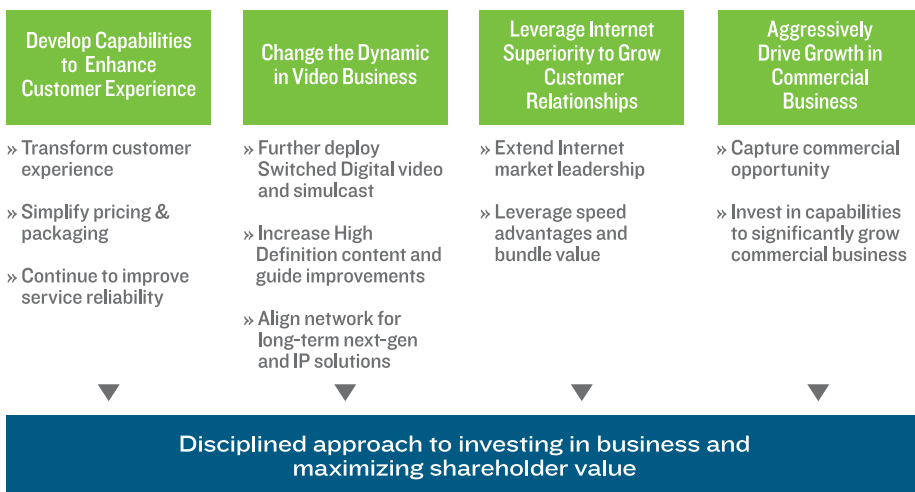 Develop Capabilities
to Enhance
Customer Experience
» Transform customer
experience
» Simplify pricing &
packaging
» Continue to improve
service reliability
Change the Dynamic
in Video Business
» Further deploy
Switched Digital video
and simulcast
» Increase High
Definition content and
guide improvements
» Align network for
long-term next-gen
and IP solutions
Leverage Internet
Superiority to Grow
Customer
Relationships
» Extend Internet
market leadership
» Leverage speed
advantages and
bundle value
Aggressively
Drive Growth in
Commercial
Business
» Capture commercial
opportunity
» Invest in capabilities
to significantly grow
commercial business
Disciplined approach to investing in business and
maximizing shareholder value